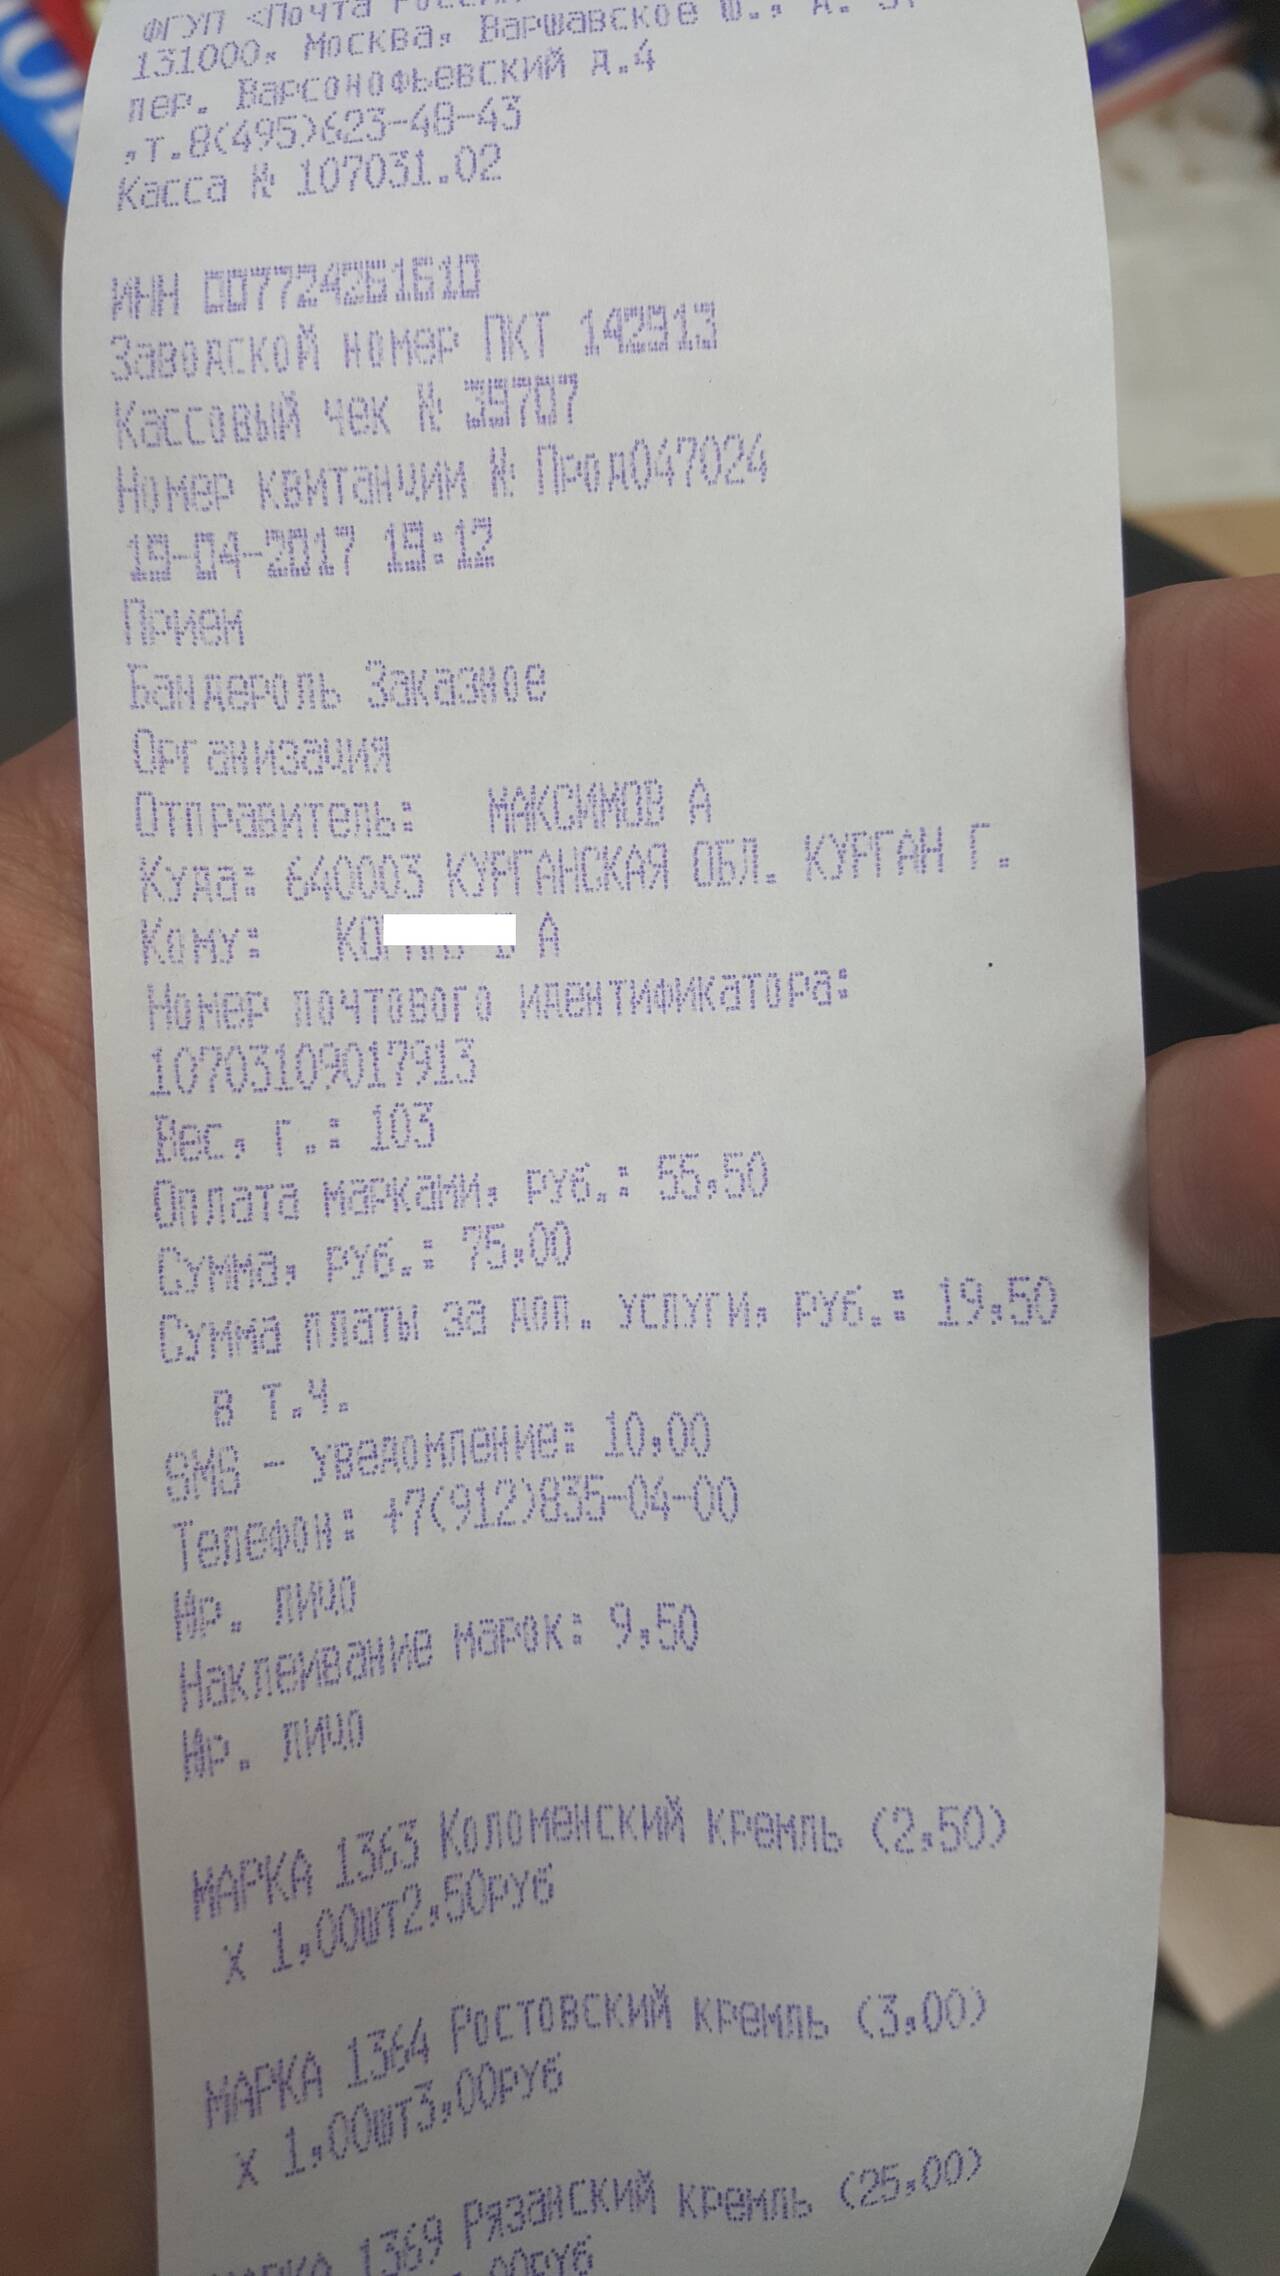 ФГУП <Почта
131000, Москва, Варшавское ш., д.
пер. Варсонофьевский д.4
,т.8(495)623-48-43
Касса № 107031.02
ИНН 007724261610
Заводской номер ПКТ 142913
Кассовый чек № 39707
Номер квитанции № Прод047024
19-04-2017 19:12
Прием
Бандероль Заказное
Организация
Отправитель: МАКСИМОВ А
Куда: 640003 КУРГАНСКАЯ ОБЛ. КУРГАН Г.
Кому: А
Номер почтового идентификатора:
10703109017913
Вес, г.: 103
Оплата марками, руб.: 55,50
Сумма, руб.: 75,00
Сумма платы за доп. услуги, руб.: 19,50
в т.ч.
SMS - уведомление: 10,00
Телефон: +7(912)835-04-00
Юр. лицо
Наклеивание марок: 9,50
Юр. лицо
МАРКА 1363 Коломенский кремль (2,50)
x 1,00шт2,50руб
МАРКА 1364 Ростовский кремль (3,00)
x 1,00шт3,00руб
МАРКА 1369 Рязанский кремль (25,00)